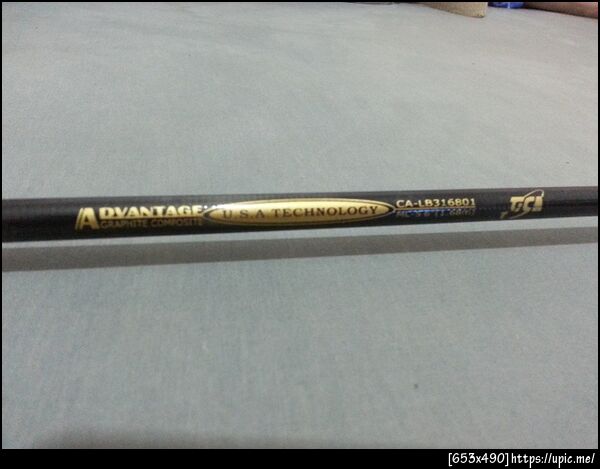 ADVANTAGE
GRAPHITE COMPOSITE
U.S.A TECHNOLOGY
CA-LB316801
[653x490]https://upic.me/